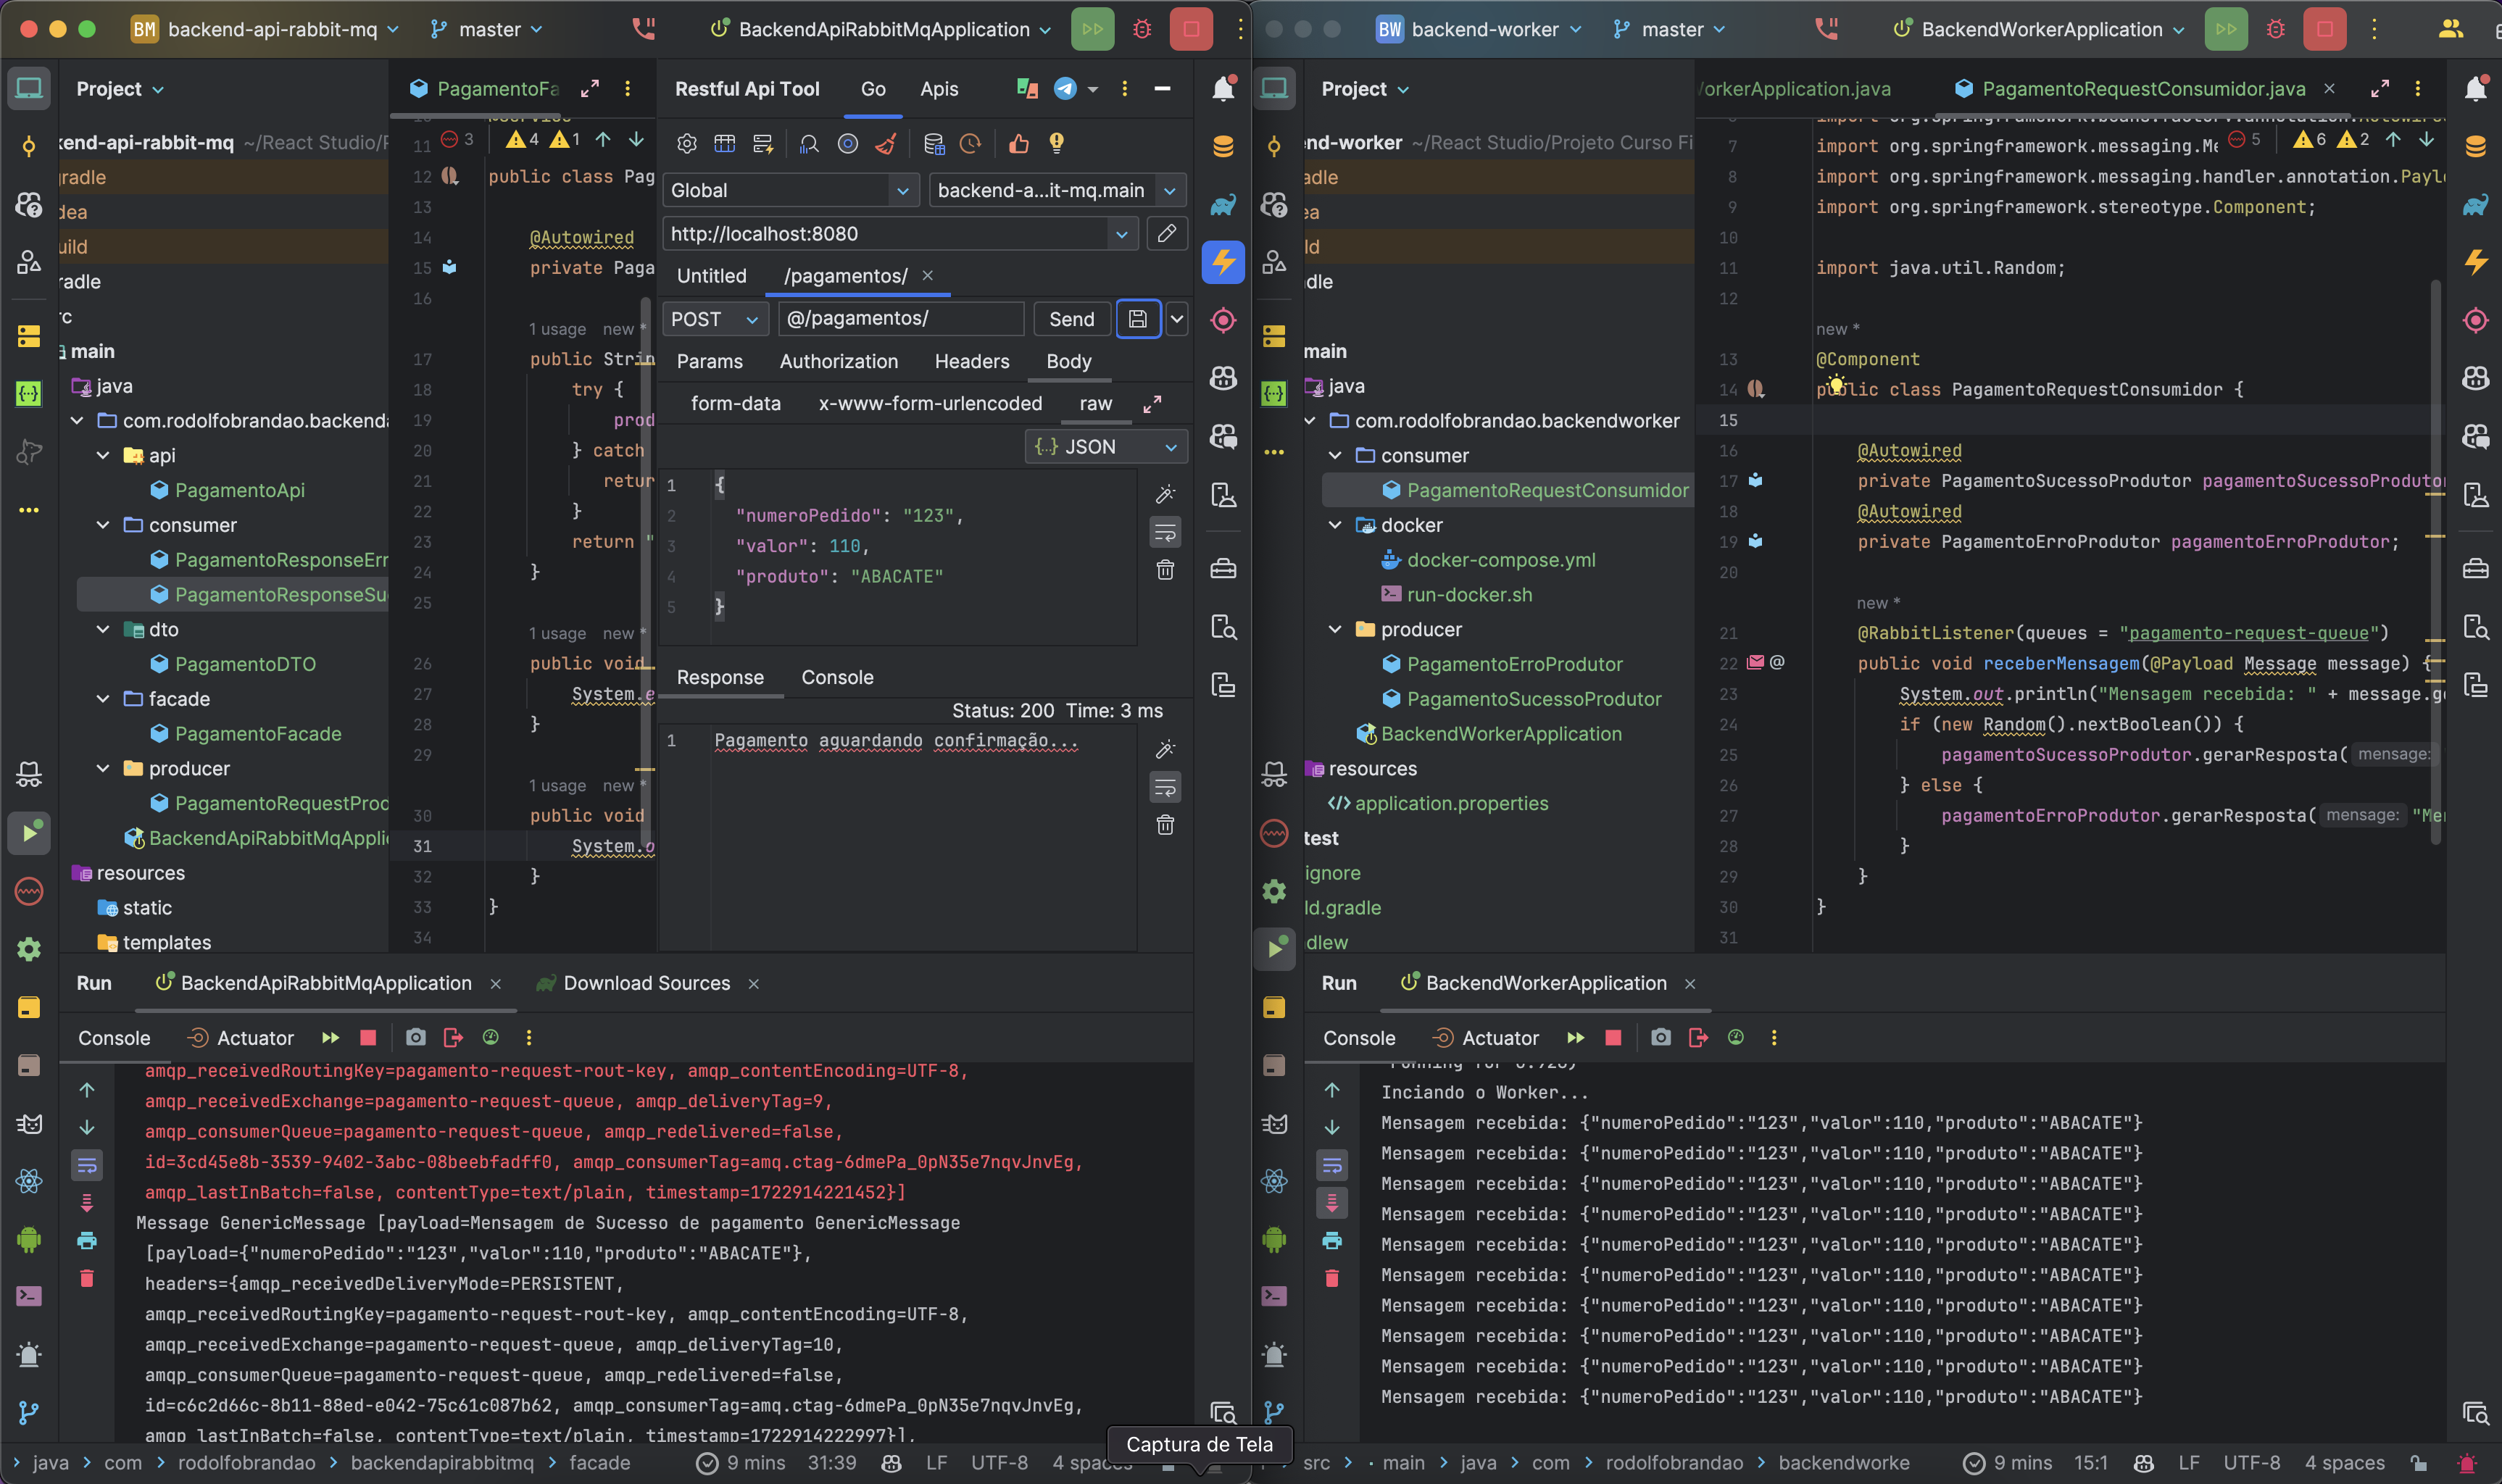 BM backend-api-rabbit-mq master BackendApiRabbitMqApplication
Project
kend-api-rabbit-mq ~/React Studio/P
gradle
idea
uild
radle
rc
main
java
com.rodolfobrandao.backenda
api
PagamentoApi
consumer
PagamentoResponseErr
PagamentoResponseSu
dto
PagamentoDTO
facade
PagamentoFacade
producer
PagamentoRequestProd
BackendApiRabbitMqAppli
resources
static
templates
PagamentoFa
3 4 1
11
12 public class Pag
13
14 @Autowired
15 private Paga
16
1 usage new *
17 public Strin
18 try {
19 prod
20 } catch
21 retur
22 }
23 return "
24 }
25
1 usage new *
26 public void
27 System.e
28 }
29
1 usage new *
30 public void
31 System.o
32 }
33 }
34
Restful Api Tool Go Apis
Global backend-a...it-mq.main
http://localhost:8080
Untitled /pagamentos/
POST @/pagamentos/ Send
Params Authorization Headers Body
form-data x-www-form-urlencoded raw
{..} JSON
1 {
2 "numeroPedido": "123",
3 "valor": 110,
4 "produto": "ABACATE"
5 }
Response Console
Status: 200 Time: 3 ms
1 Pagamento aguardando confirmação...
Run BackendApiRabbitMqApplication Download Sources
Console Actuator
amqp_receivedRoutingKey=pagamento-request-rout-key, amqp_contentEncoding=UTF-8,
amqp_receivedExchange=pagamento-request-queue, amqp_deliveryTag=9,
amqp_consumerQueue=pagamento-request-queue, amqp_redelivered=false,
id=3cd45e8b-3539-9402-3abc-08beebfadff0, amqp_consumerTag=amq.ctag-6dmePa_0pN35e7nqvJnvEg,
amqp_lastInBatch=false, contentType=text/plain, timestamp=1722914221452}]
Message GenericMessage [payload=Mensagem de Sucesso de pagamento GenericMessage
[payload={"numeroPedido":"123","valor":110,"produto":"ABACATE"},
headers={amqp_receivedDeliveryMode=PERSISTENT,
amqp_receivedRoutingKey=pagamento-request-rout-key, amqp_contentEncoding=UTF-8,
amqp_receivedExchange=pagamento-request-queue, amqp_deliveryTag=10,
amqp_consumerQueue=pagamento-request-queue, amqp_redelivered=false,
id=c6c2d66c-8b11-88ed-e042-75c61c087b62, amqp_consumerTag=amq.ctag-6dmePa_0pN35e7nqvJnvEg,
amqp_lastInBatch=false, contentType=text/plain, timestamp=1722914222997}],
java com rodolfobrandao backendapirabbitmq facade 9 mins 31:39 LF UTF-8 4 spaces
Captura de Tela
BW backend-worker master BackendWorkerApplication
Project
nd-worker ~/React Studio/Projeto Curso Fi
adle
ea
ld
dle
main
java
com.rodolfobrandao.backendworker
consumer
PagamentoRequestConsumidor
docker
docker-compose.yml
run-docker.sh
producer
PagamentoErroProdutor
PagamentoSucessoProdutor
BackendWorkerApplication
resources
application.properties
test
ignore
ld.gradle
dlew
orkerApplication.java PagamentoRequestConsumidor.java
5 6 2
7 import org.springframework.messaging.Me
8 import org.springframework.messaging.handler.annotation.Paylo
9 import org.springframework.stereotype.Component;
10
11 import java.util.Random;
12
new *
13 @Component
14 public class PagamentoRequestConsumidor {
15
16 @Autowired
17 private PagamentoSucessoProdutor pagamentoSucessoProdutor
18 @Autowired
19 private PagamentoErroProdutor pagamentoErroProdutor;
20
new *
21 @RabbitListener(queues = "pagamento-request-queue")
22 public void receberMensagem(@Payload Message message) {
23 System.out.println("Mensagem recebida: " + message.ge
24 if (new Random().nextBoolean()) {
25 pagamentoSucessoProdutor.gerarResposta( mensage:
26 } else {
27 pagamentoErroProdutor.gerarResposta( mensage: "Me
28 }
29 }
30 }
31
Run BackendWorkerApplication
Console Actuator
Inciando o Worker...
Mensagem recebida: {"numeroPedido":"123","valor":110,"produto":"ABACATE"}
Mensagem recebida: {"numeroPedido":"123","valor":110,"produto":"ABACATE"}
Mensagem recebida: {"numeroPedido":"123","valor":110,"produto":"ABACATE"}
Mensagem recebida: {"numeroPedido":"123","valor":110,"produto":"ABACATE"}
Mensagem recebida: {"numeroPedido":"123","valor":110,"produto":"ABACATE"}
Mensagem recebida: {"numeroPedido":"123","valor":110,"produto":"ABACATE"}
Mensagem recebida: {"numeroPedido":"123","valor":110,"produto":"ABACATE"}
Mensagem recebida: {"numeroPedido":"123","valor":110,"produto":"ABACATE"}
Mensagem recebida: {"numeroPedido":"123","valor":110,"produto":"ABACATE"}
Mensagem recebida: {"numeroPedido":"123","valor":110,"produto":"ABACATE"}
src main java com rodolfobrandao backendworke 9 mins 15:1 LF UTF-8 4 spaces